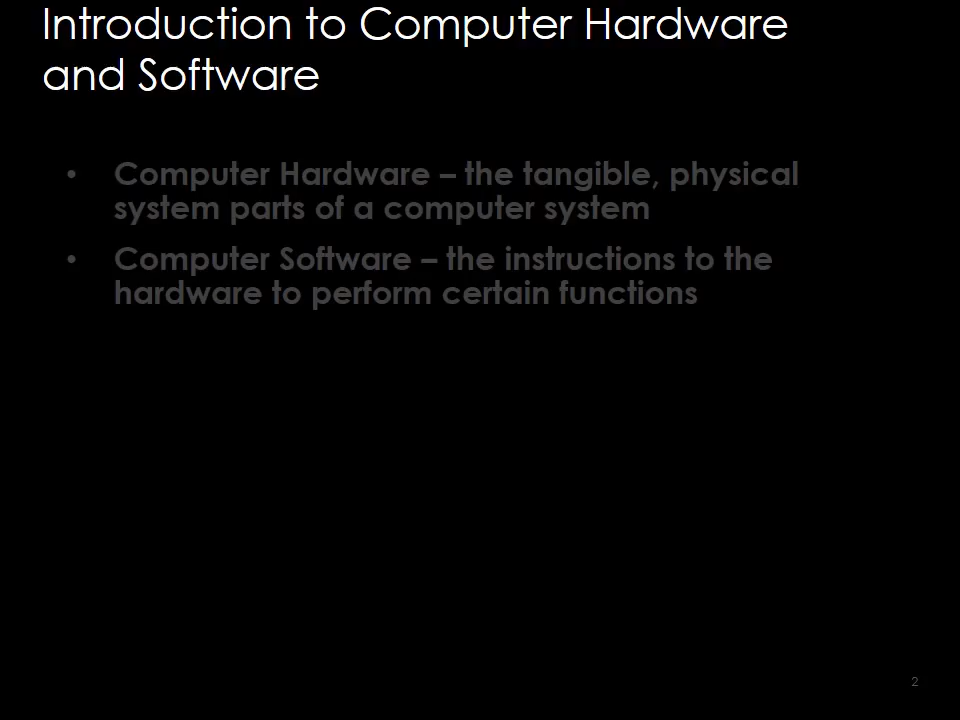 Introduction to Computer Hardware
and Software
• Computer Hardware – the tangible, physical
system parts of a computer system
• Computer Software – the instructions to the
hardware to perform certain functions
2